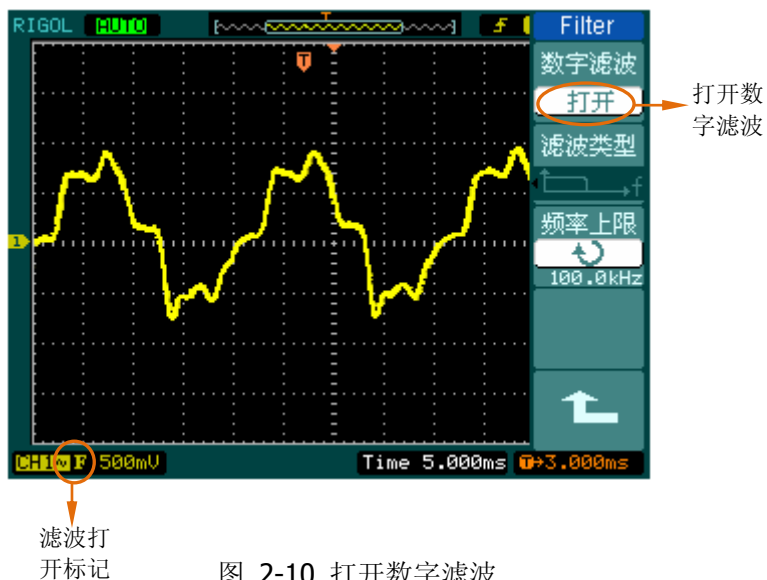 RIGOL AUTO T Filter
T
数字滤波
打开
打开数
字滤波
滤波类型
f
频率上限
100.0kHz
1
CH1 F 500mV Time 5.000ms T→3.000ms
滤波打
开标记
图 2-10 打开数字滤波